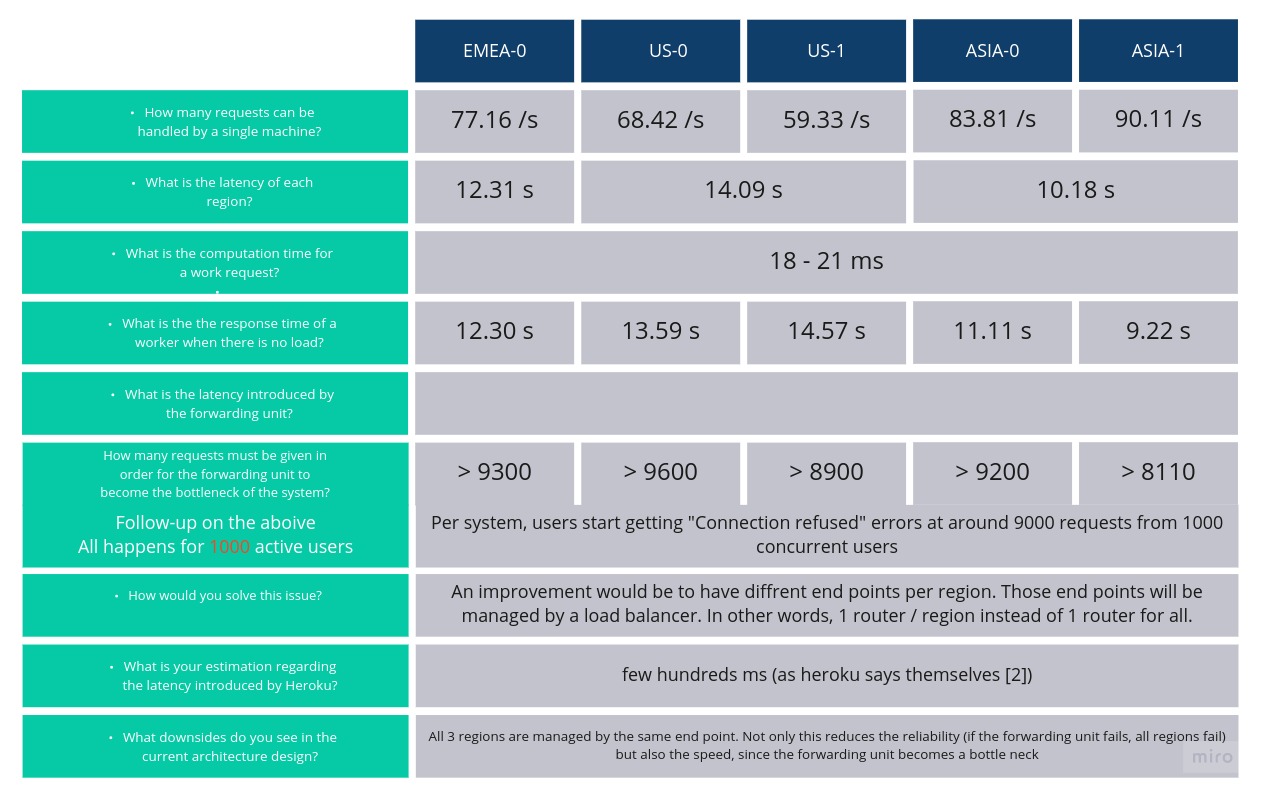 EMEA-0 US-0 US-1 ASIA-0 ASIA-1
• How many requests can be
handled by a single machine?
77.16 /s 68.42 /s 59.33 /s 83.81 /s 90.11 /s
• What is the latency of each
region?
12.31 s 14.09 s 10.18 s
• What is the computation time for
a work request?
•
18 - 21 ms
• What is the the response time of a
worker when there is no load?
12.30 s 13.59 s 14.57 s 11.11 s 9.22 s
• What is the latency introduced by
the forwarding unit?
How many requests must be given in
order for the forwarding unit to
become the bottleneck of the system?
> 9300 > 9600 > 8900 > 9200 > 8110
Follow-up on the aboive
All happens for 1000 active users
Per system, users start getting "Connection refused" errors at around 9000 requests from 1000
concurrent users
• How would you solve this issue?
An improvement would be to have diffrent end points per region. Those end points will be
managed by a load balancer. In other words, 1 router / region instead of 1 router for all.
• What is your estimation regarding
the latency introduced by Heroku?
few hundreds ms (as heroku says themselves [2])
• What downsides do you see in the
current architecture design?
All 3 regions are managed by the same end point. Not only this reduces the reliability (if the forwarding unit fails, all regions fail)
but also the speed, since the forwarding unit becomes a bottle neck
miro